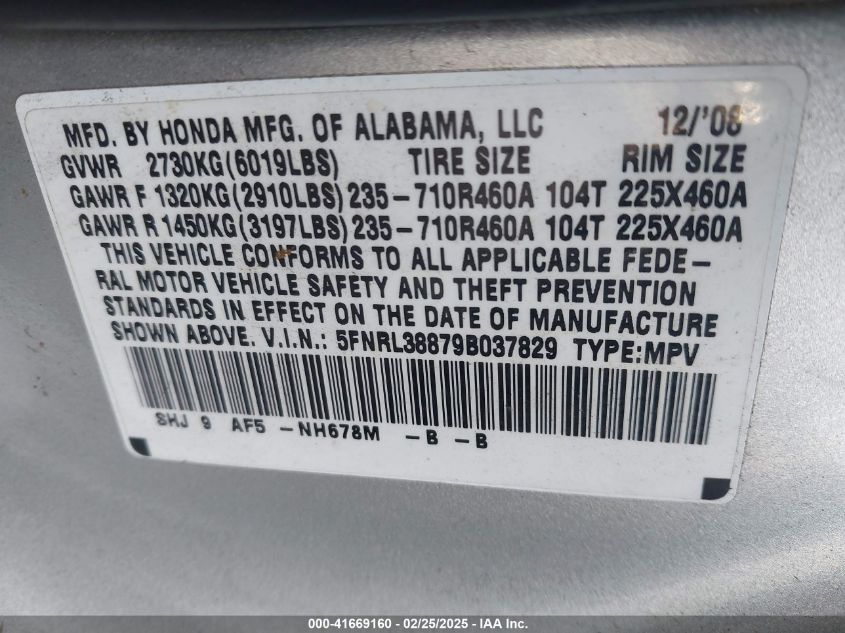 MFD. BY HONDA MFG. OF ALABAMA, LLC 12/'08
GVWR 2730KG(6019LBS) TIRE SIZE RIM SIZE
GAWR F 1320KG(2910LBS) 235-710R460A 104T 225X460A
GAWR R 1450KG(3197LBS) 235-710R460A 104T 225X460A
THIS VEHICLE CONFORMS TO ALL APPLICABLE FEDE-
RAL MOTOR VEHICLE SAFETY AND THEFT PREVENTION
STANDARDS IN EFFECT ON THE DATE OF MANUFACTURE
SHOWN ABOVE. V.I.N.: 5FNRL38879B037829 TYPE:MPV
SHJ 9 AF5 -NH678M -B -B
000-41669160 - 02/25/2025 - IAA Inc.